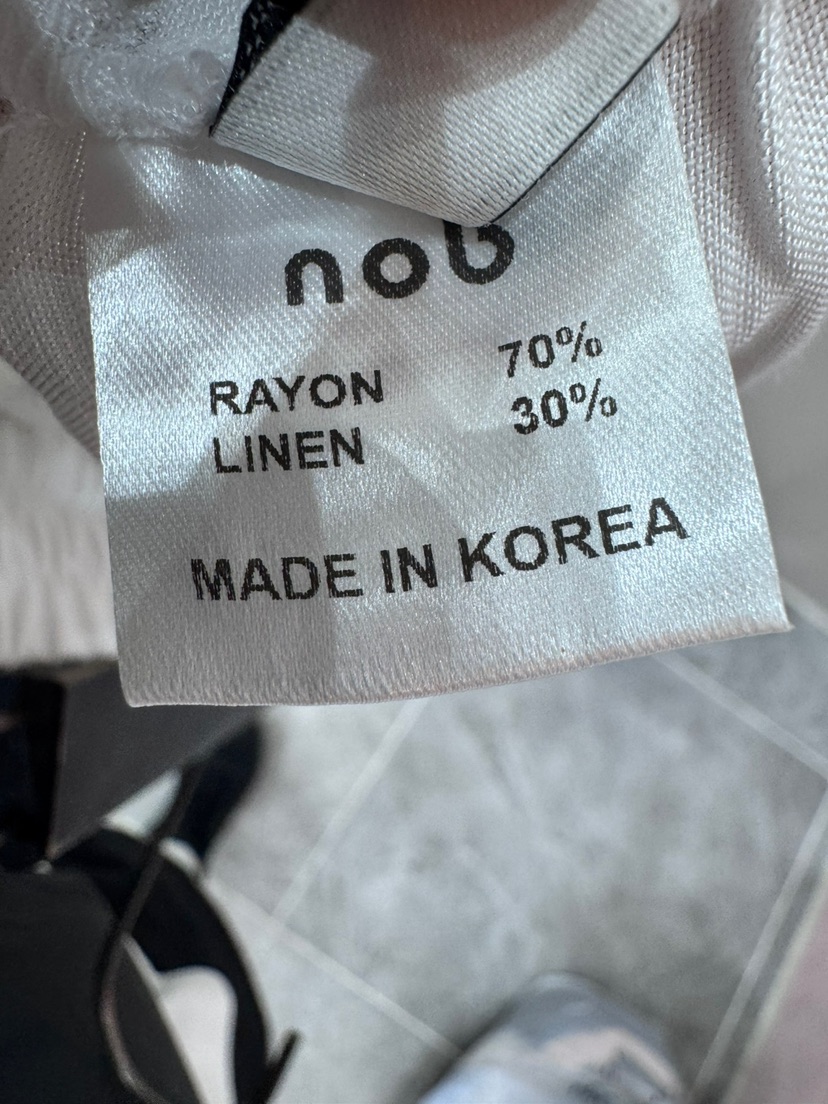 nob
RAYON 70%
LINEN 30%
MADE IN KOREA